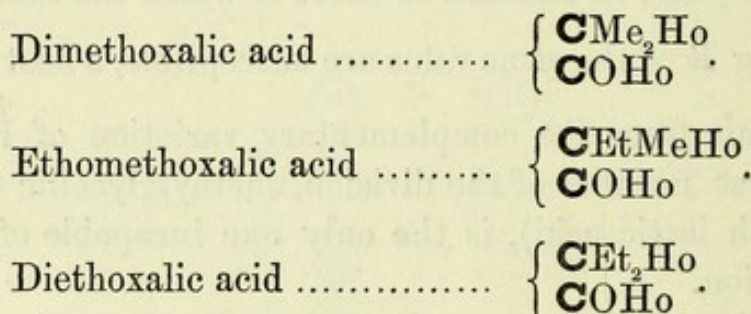 Dimethoxalic acid .......... { CMe₂Ho
COHo .
Ethomethoxalic acid ........ { CEtMeHo
COHo .
Diethoxalic acid ............... { CEt₂Ho
COHo .